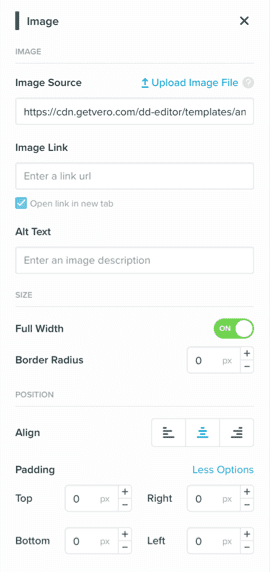 Image
IMAGE
Image Source Upload Image File ?
https://cdn.getvero.com/dd-editor/templates/an
Image Link
Enter a link url
Open link in new tab
Alt Text
Enter an image description
SIZE
Full Width ON
Border Radius 0 px + −
POSITION
Align
Padding Less Options
Top 0 px + − Right 0 px + −
Bottom 0 px + − Left 0 px + −